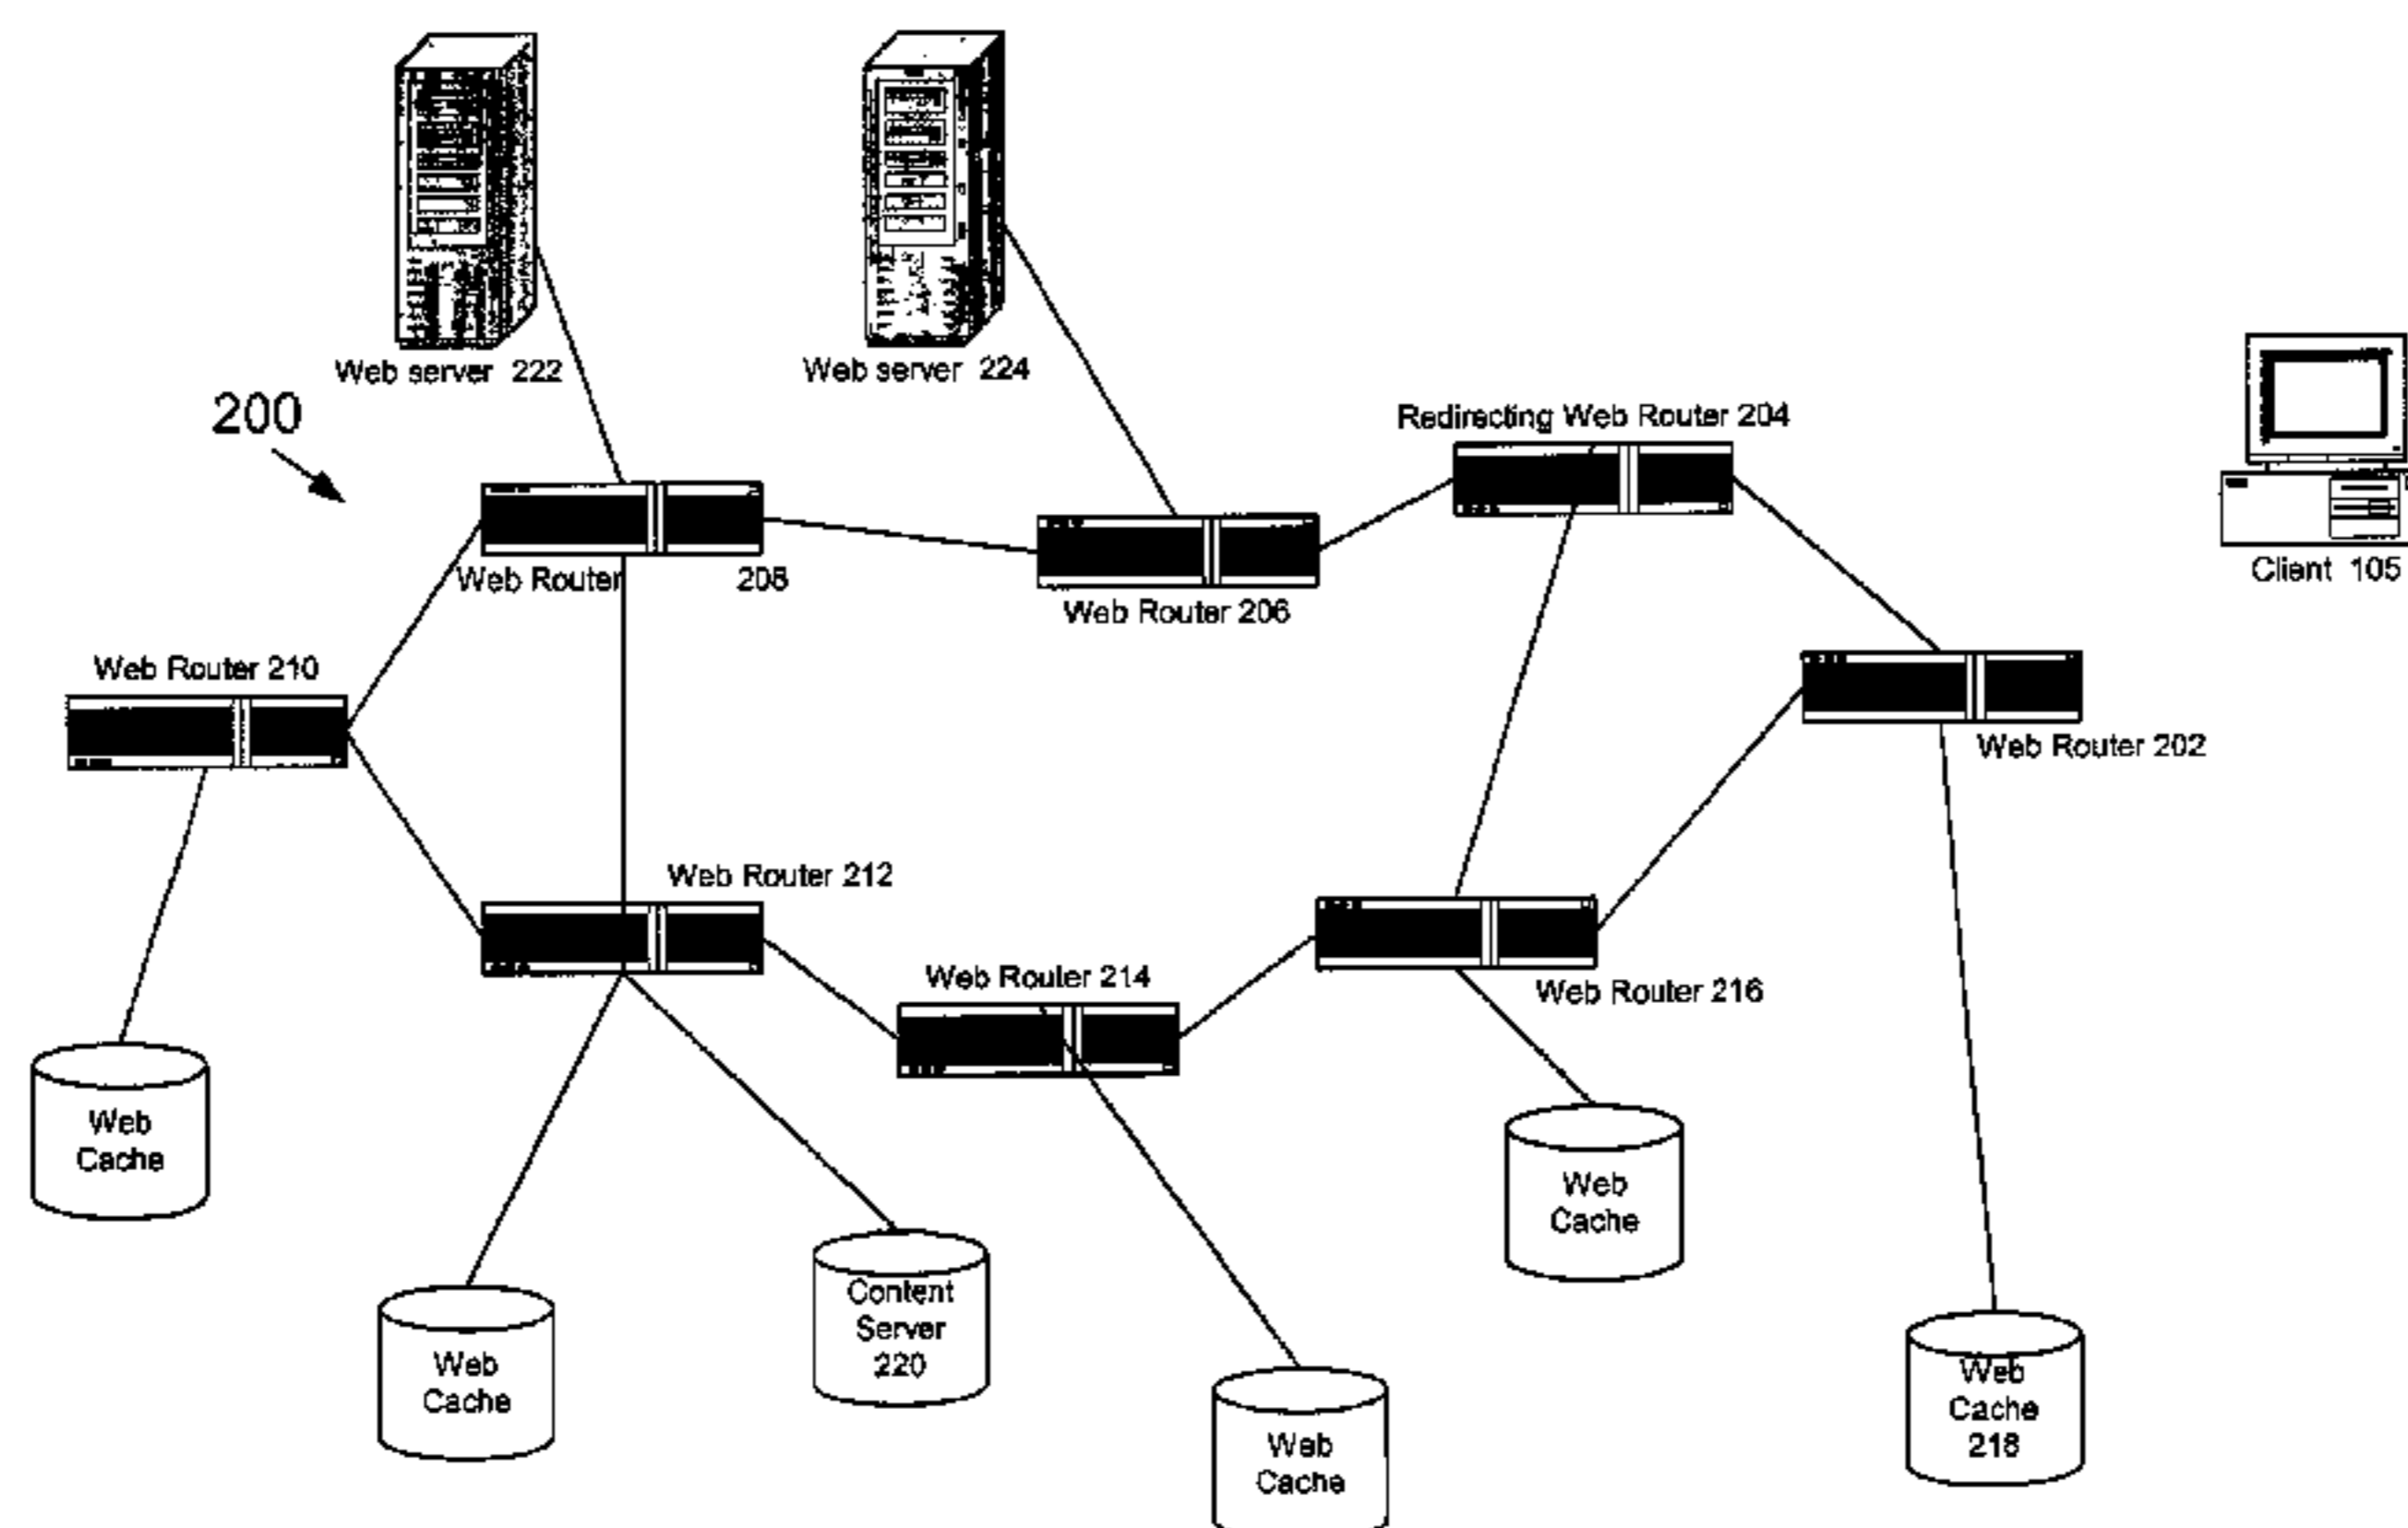 Web server 222
Web server 224
200
Redirecting Web Router 204
Client 105
Web Router 208
Web Router 206
Web Router 210
Web Router 202
Web Router 212
Web Router 214
Web Router 216
Web
Cache
Web
Cache
Content
Server
220
Web
Cache
Web
Cache
Web
Cache
218